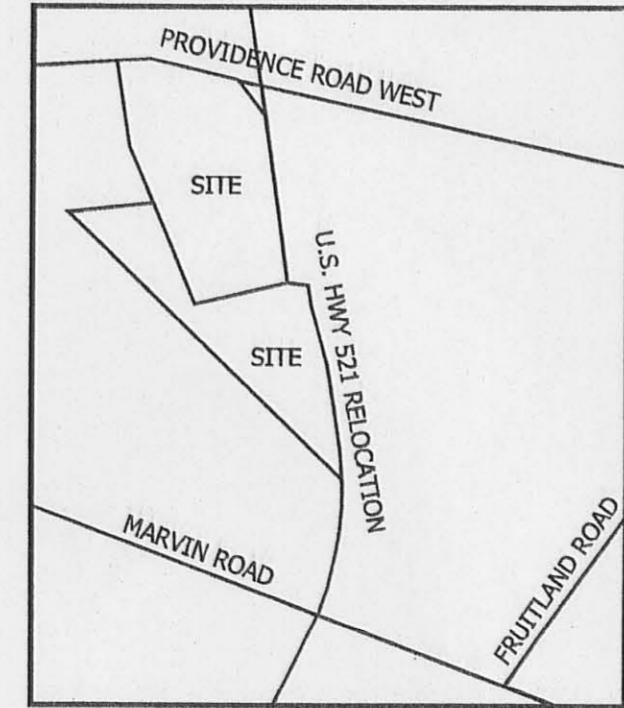 PROVIDENCE ROAD WEST
SITE
U.S. HWY 521 RELOCATION
SITE
MARVIN ROAD
FRUITLAND ROAD